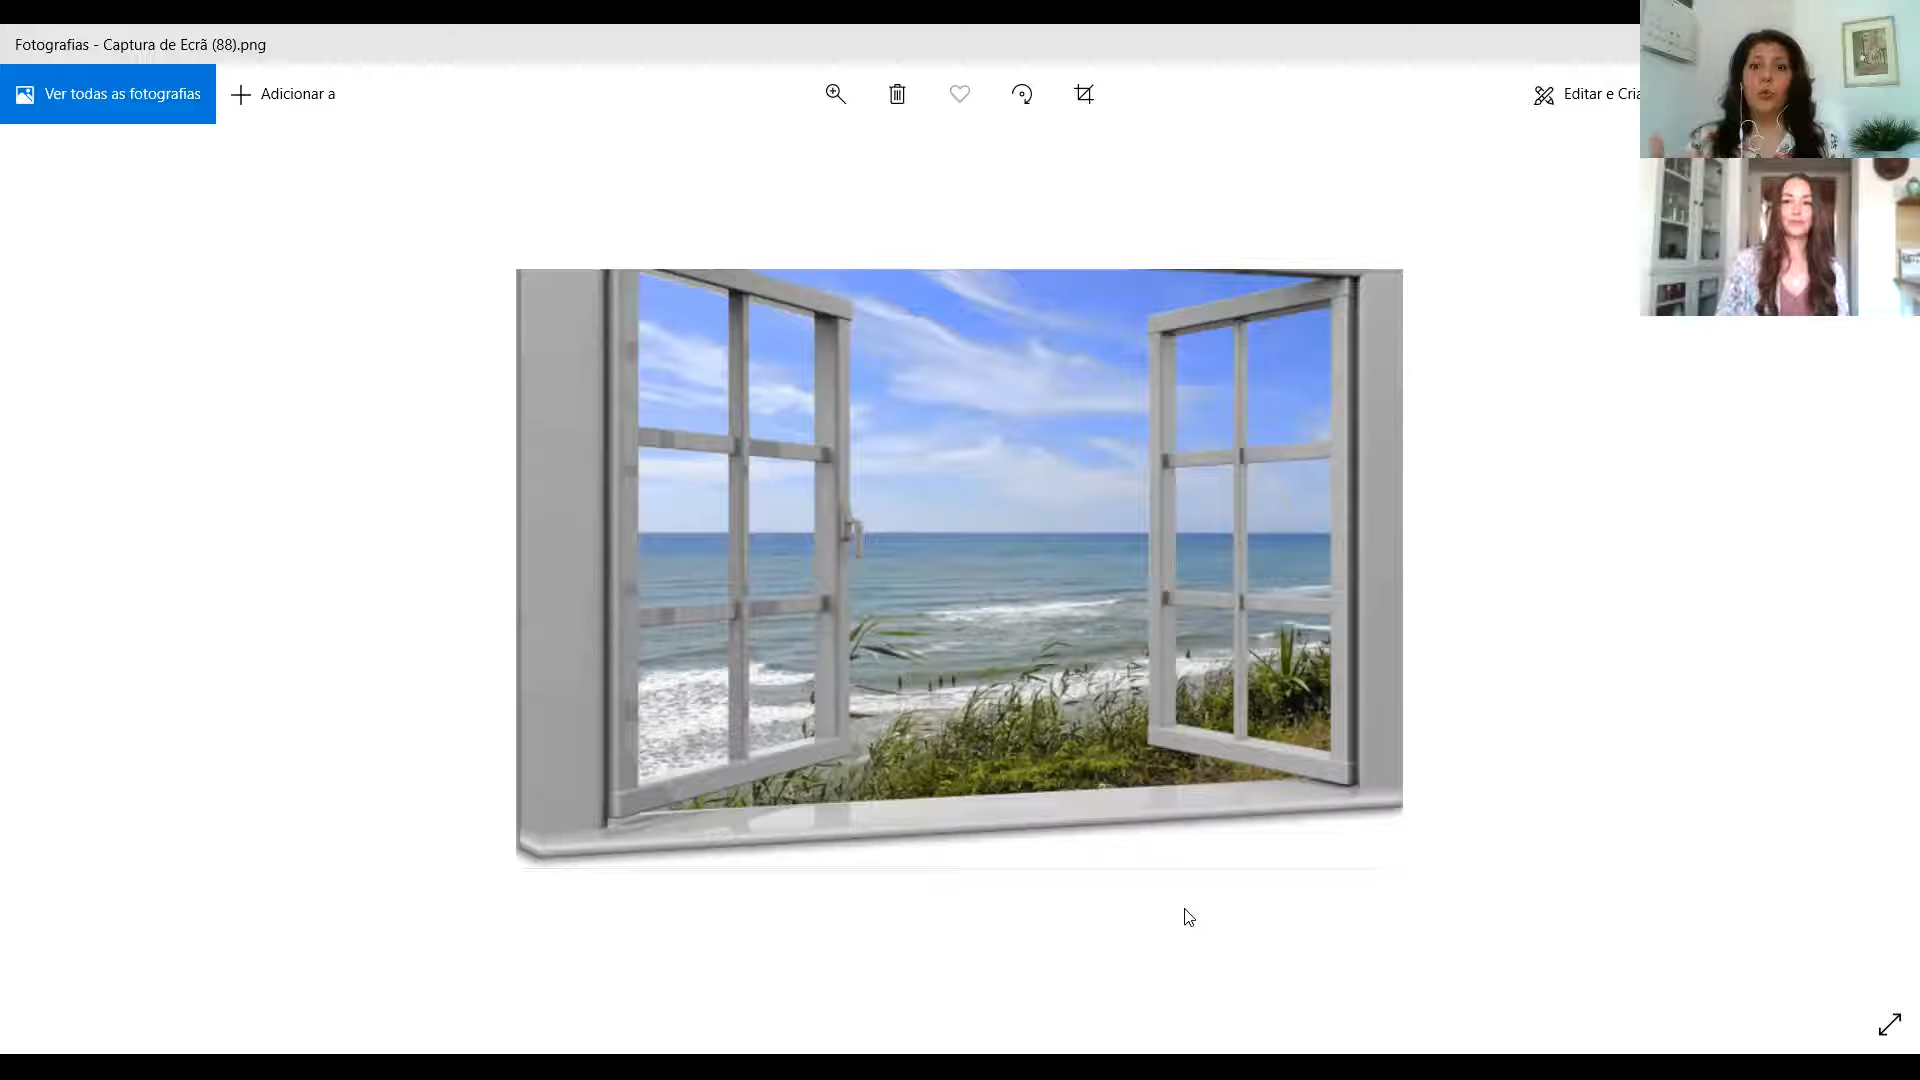 Fotografias - Captura de Ecrã (88).png
Ver todas as fotografias
Adicionar a
Editar e Cria